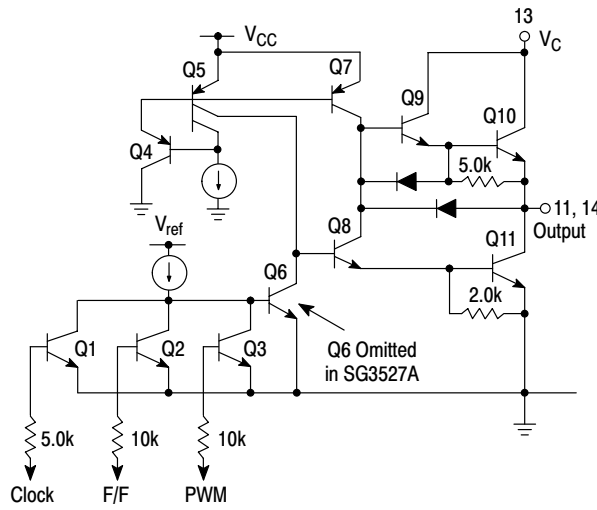 13
V_CC
V_C
Q5
Q7
Q9
Q10
Q4
5.0k
V_ref
Q8
11, 14
Output
Q6
Q11
2.0k
Q1
Q2
Q3
Q6 Omitted
in SG3527A
5.0k
10k
10k
Clock
F/F
PWM